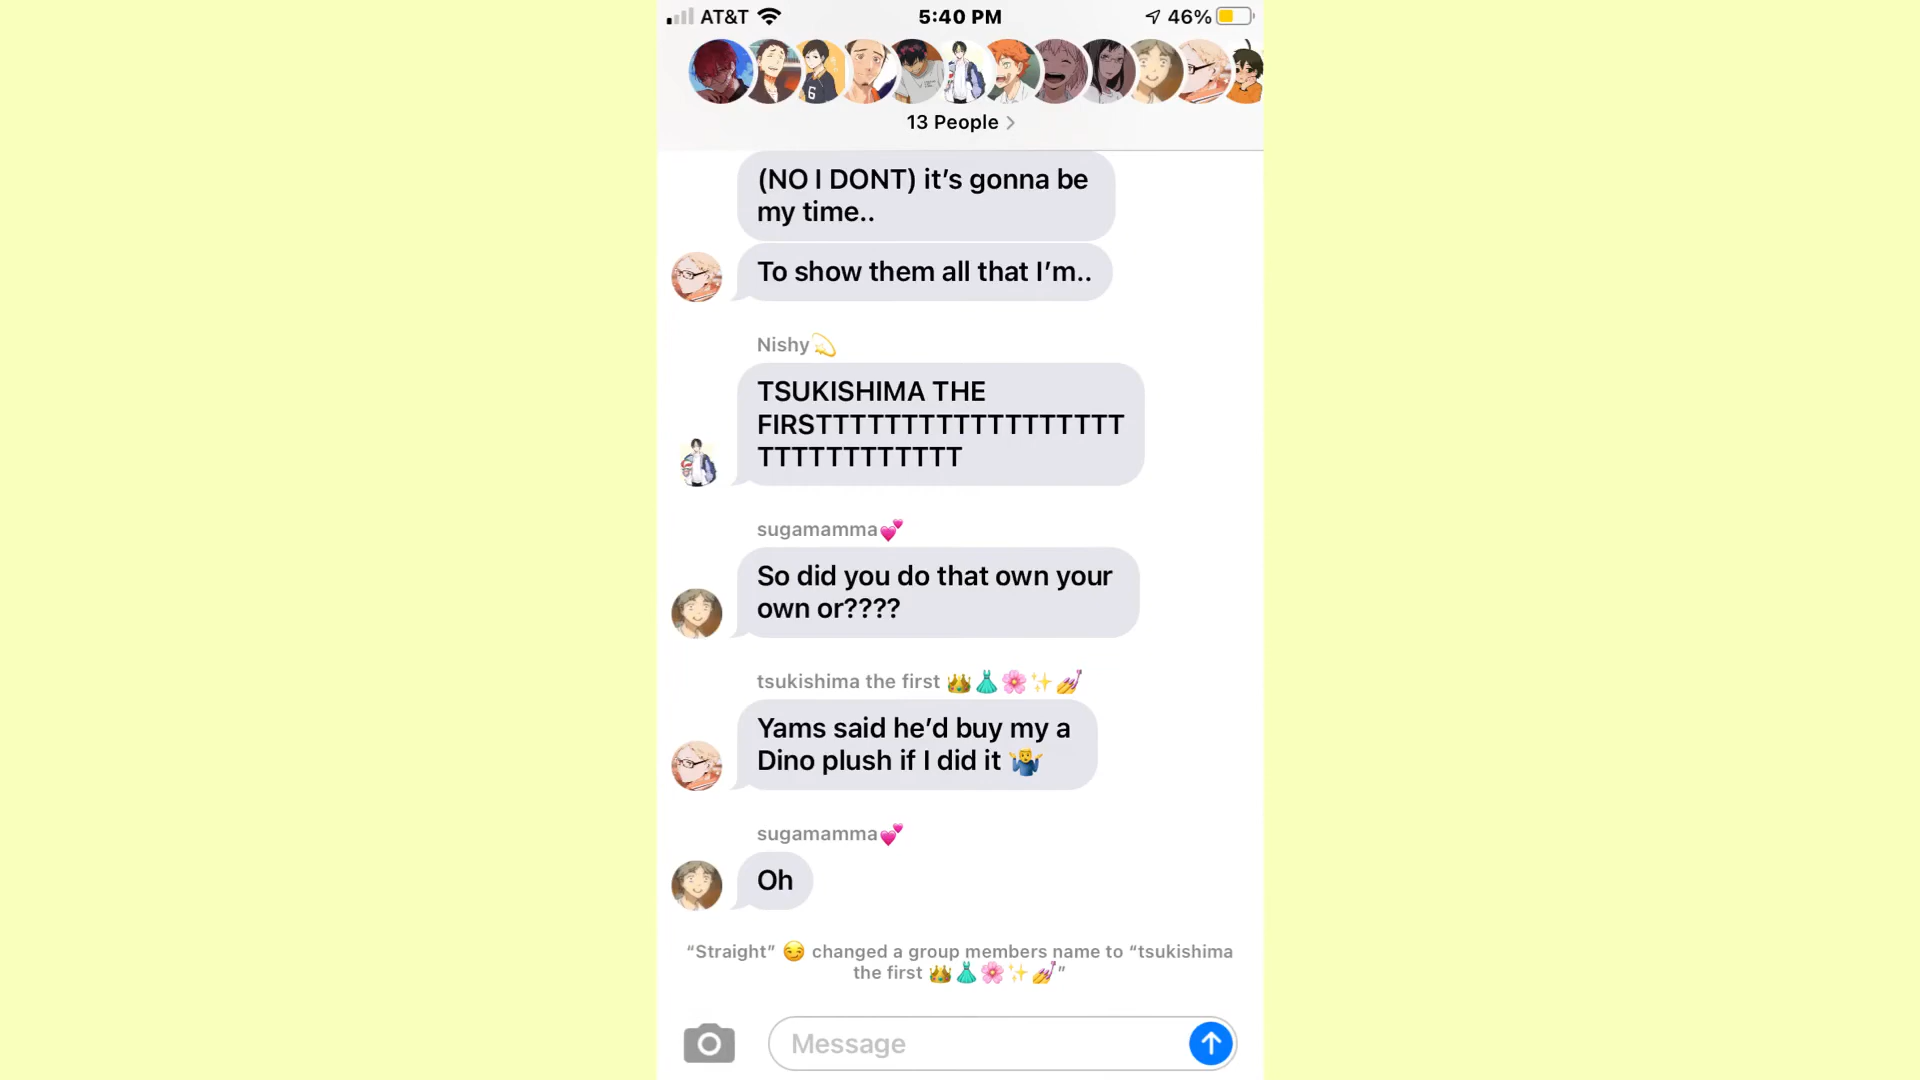 AT&T 5:40 PM 46%
6
13 People >
(NO I DONT) it’s gonna be
my time..
To show them all that I’m..
Nishy💫
TSUKISHIMA THE
FIRSTTTTTTTTTTTTTTTTTT
TTTTTTTTTTTT
sugamamma💕
So did you do that own your
own or????
tsukishima the first 👑👗🌸✨💅
Yams said he’d buy my a
Dino plush if I did it 🤷‍♂️
sugamamma💕
Oh
“Straight” 😏 changed a group members name to “tsukishima
the first 👑👗🌸✨💅”
Message